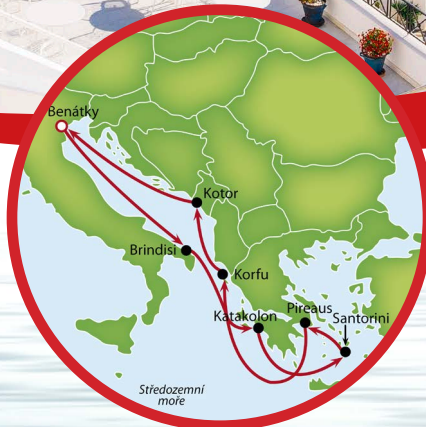 Benátky
Kotor
Brindisi
Korfu
Katakolon
Pireaus
Santorini
Středozemní
moře